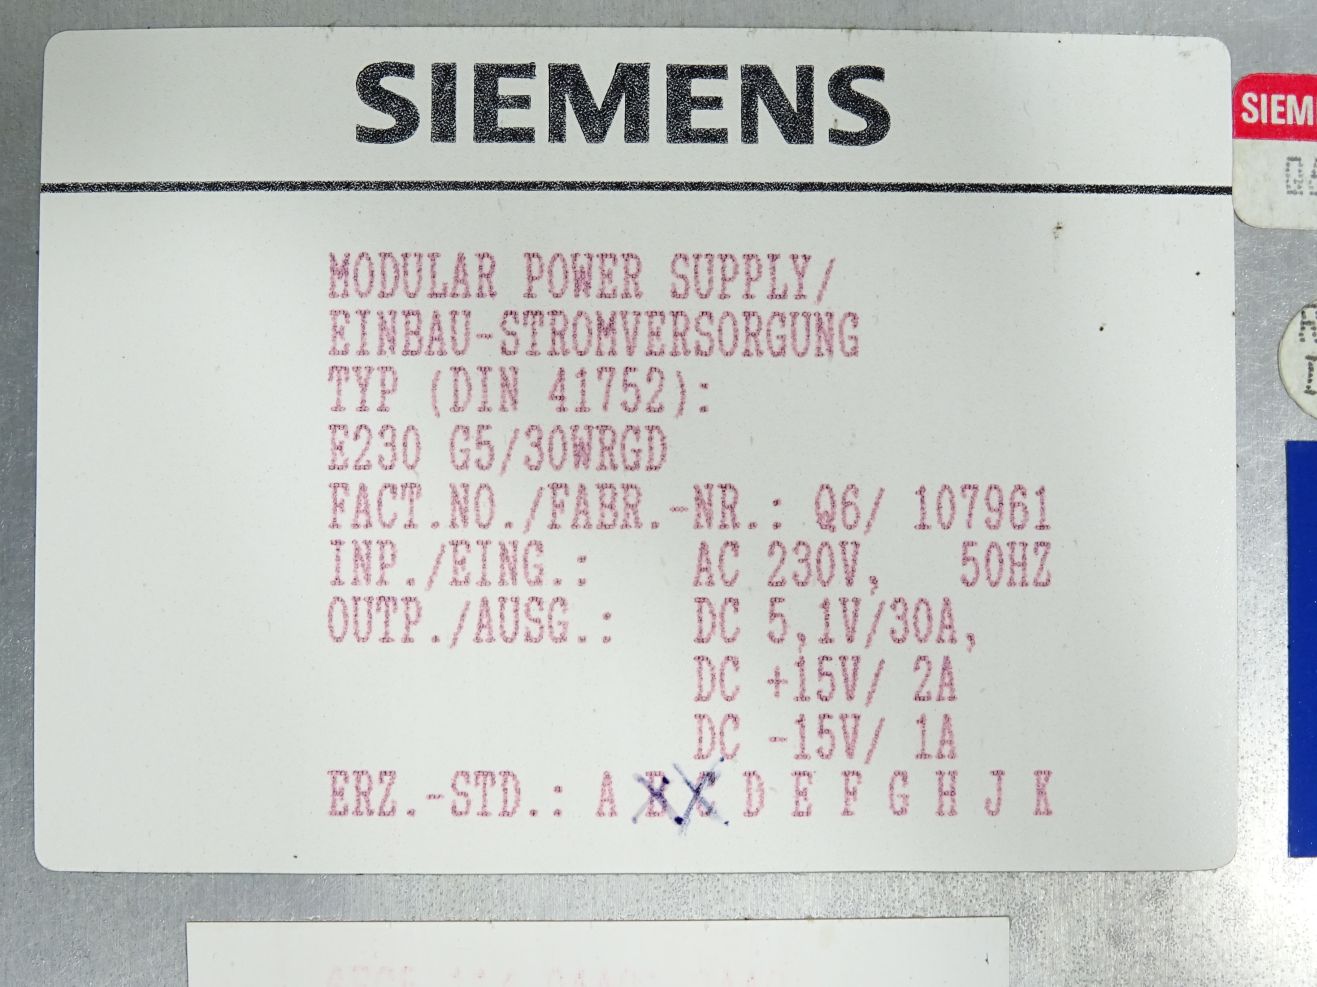 SIEMENS
MODULAR POWER SUPPLY/
EINBAU-STROMVERSORGUNG
TYP (DIN 41752):
E230 G5/30WRGD
FACT.NO./FABR.-NR.: Q6/ 107961
INP./EING.: AC 230V, 50HZ
OUTP./AUSG.: DC 5,1V/30A,
DC +15V/ 2A
DC -15V/ 1A
ERZ.-STD.: A B C D E F G H J K
SIEM